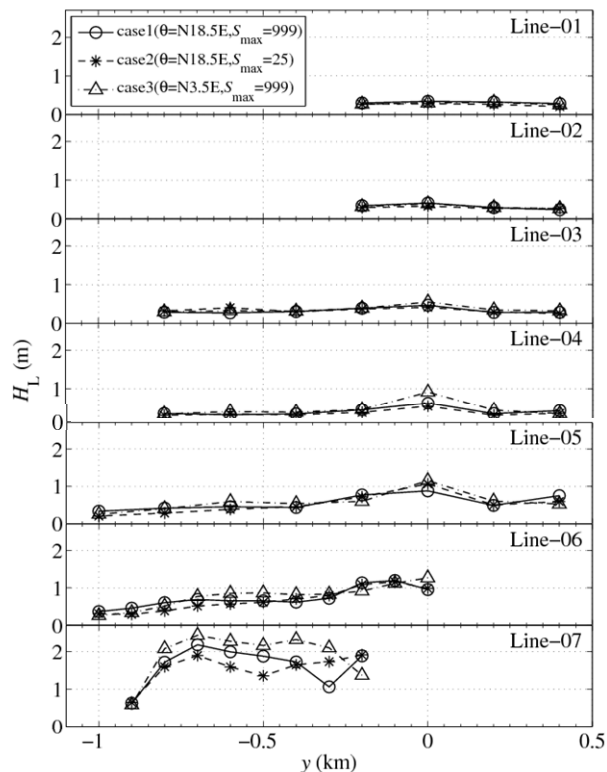 case1(θ=N18.5E,Smax=999)
case2(θ=N18.5E,Smax=25)
case3(θ=N3.5E,Smax=999)
Line−01
2
1
0
Line−02
2
1
0
Line−03
2
1
0
Line−04
2
1
0
Line−05
2
1
0
Line−06
2
1
0
Line−07
2
1
0
HL (m)
−1 −0.5 0 0.5
y (km)